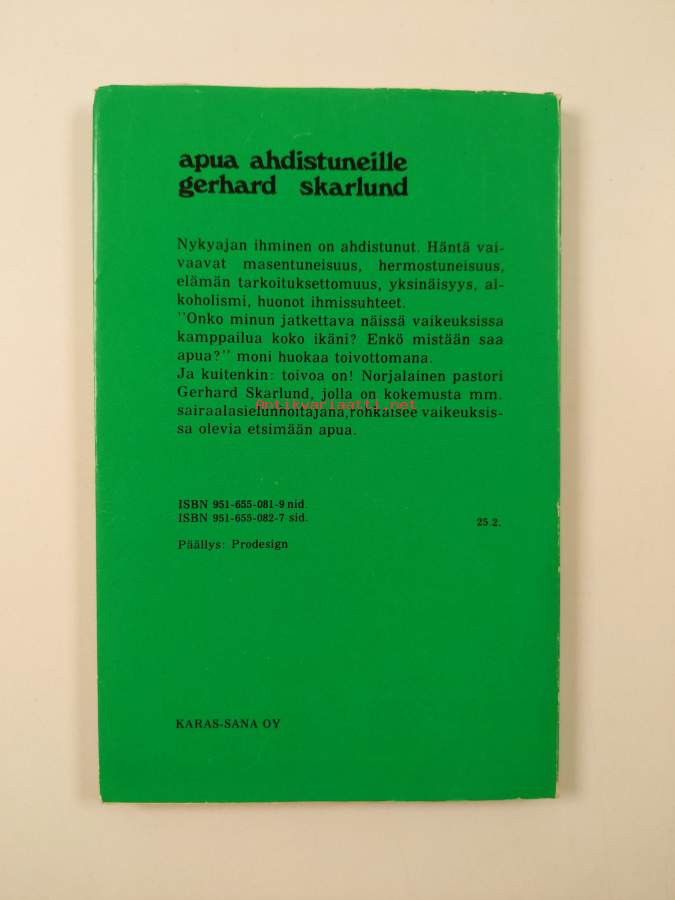 apua ahdistuneille
gerhard skarlund
Nykyajan ihminen on ahdistunut. Häntä vai-
vaavat masentuneisuus, hermostuneisuus,
elämän tarkoituksettomuus, yksinäisyys, al-
koholismi, huonot ihmissuhteet.
"Onko minun jatkettava näissä vaikeuksissa
kamppailua koko ikäni? Enkö mistään saa
apua?" moni huokaa toivottomana.
Ja kuitenkin: toivoa on! Norjalainen pastori
Gerhard Skarlund, jolla on kokemusta mm.
Antikvariaatti.net
sairaalasielunhoitajana, rohkaisee vaikeuksis-
sa olevia etsimään apua.
ISBN 951-655-081-9 nid.
ISBN 951-655-082-7 sid.
25.2.
Päällys: Prodesign
KARAS-SANA OY